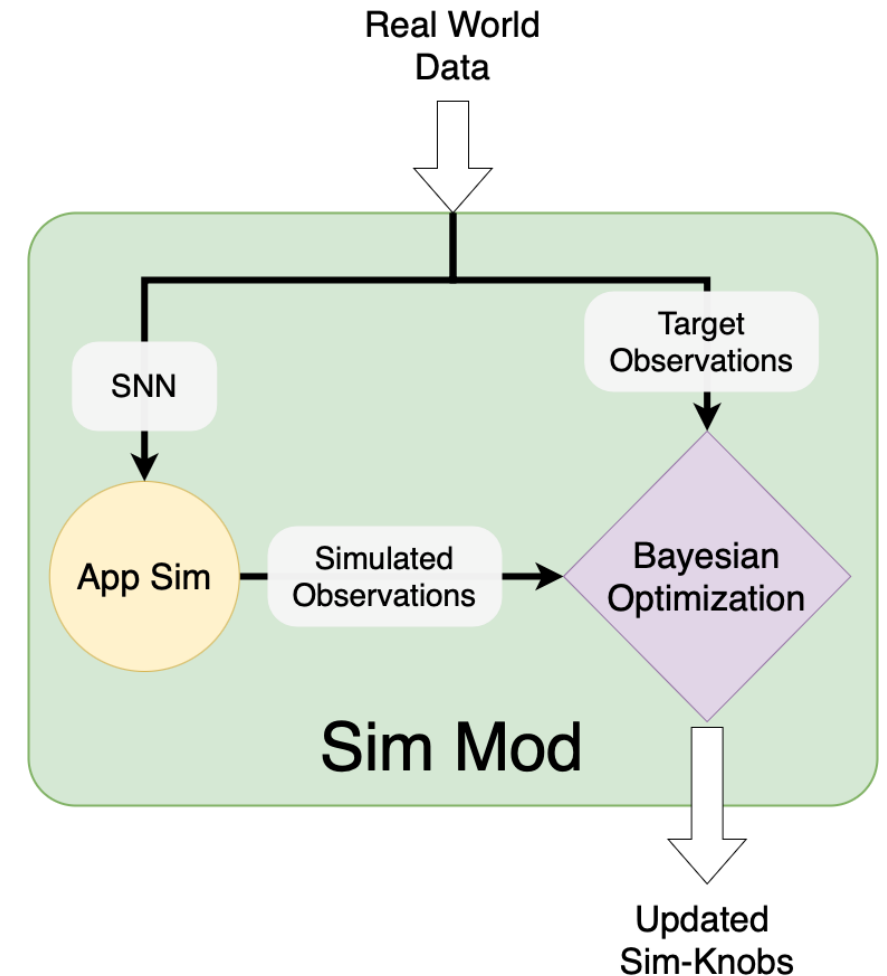 Real World
Data
Target
Observations
SNN
App Sim
Simulated
Observations
Bayesian
Optimization
Sim Mod
Updated
Sim-Knobs